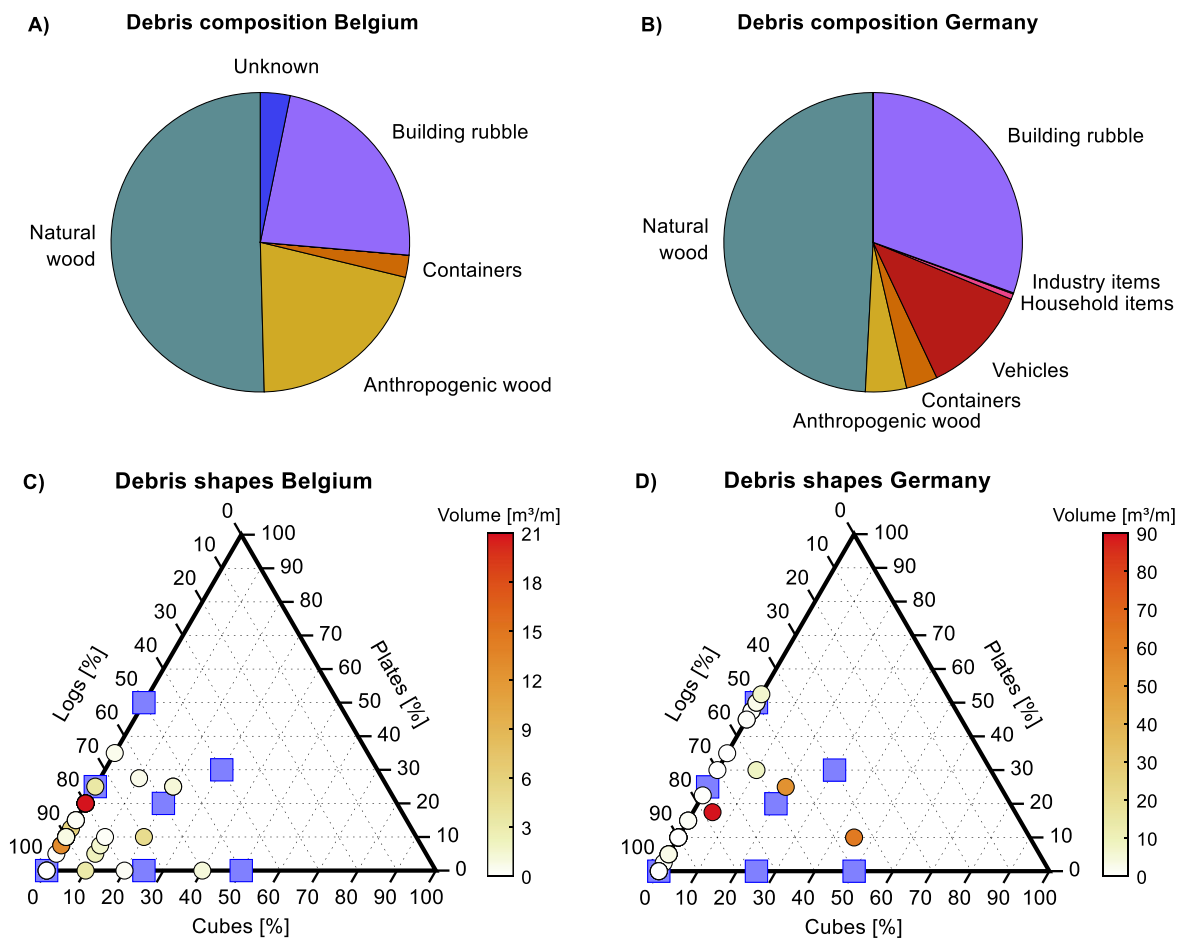 A)
Debris composition Belgium
Unknown
Building rubble
Natural
wood
Containers
Anthropogenic wood
B)
Debris composition Germany
Building rubble
Natural
wood
Industry items
Household items
Vehicles
Containers
Anthropogenic wood
C)
Debris shapes Belgium
Volume [m³/m]
0
10
20
30
40
50
60
70
80
90
100
Logs [%]
100
90
80
70
60
50
40
30
20
10
0
Plates [%]
0 10 20 30 40 50 60 70 80 90 100
Cubes [%]
21
18
15
12
9
6
3
0
D)
Debris shapes Germany
Volume [m³/m]
0
10
20
30
40
50
60
70
80
90
100
Logs [%]
100
90
80
70
60
50
40
30
20
10
0
Plates [%]
0 10 20 30 40 50 60 70 80 90 100
Cubes [%]
90
80
70
60
50
40
30
20
10
0